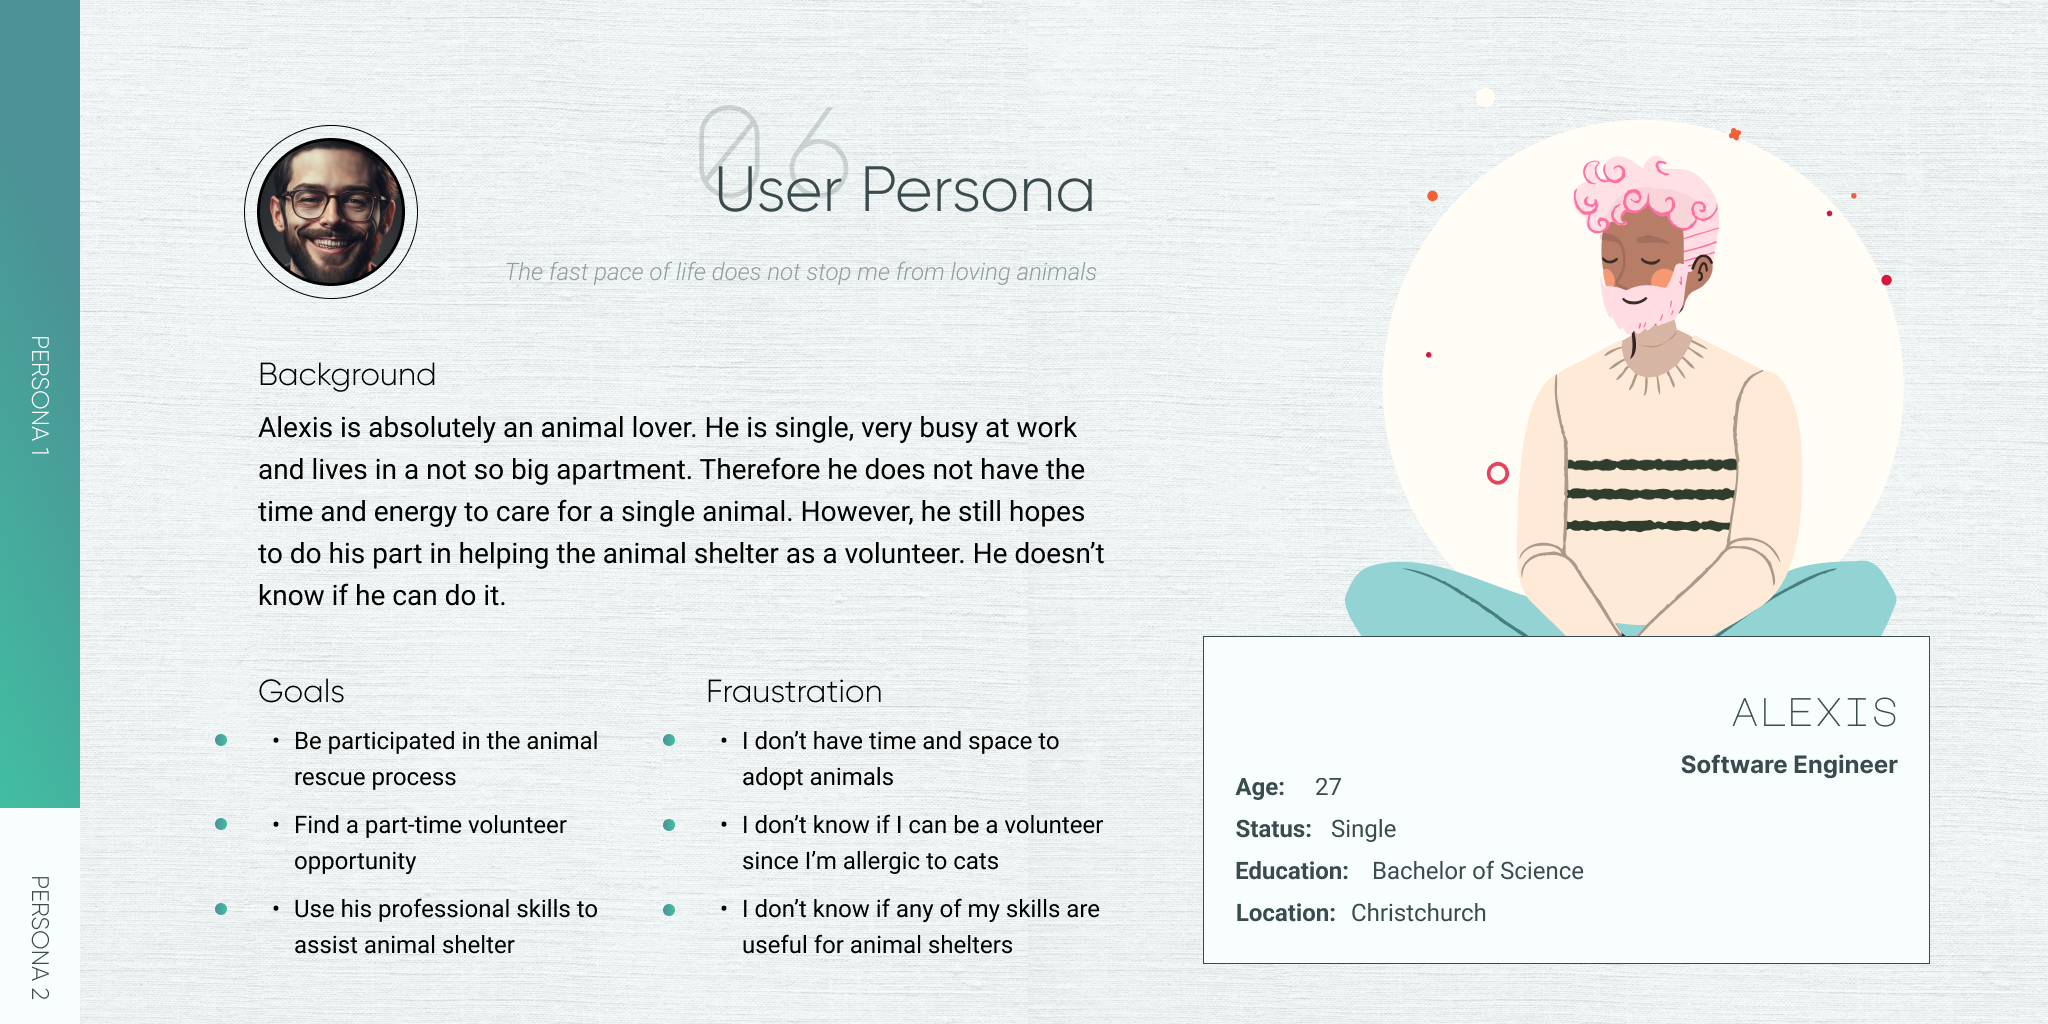 PERSONA 1
PERSONA 2
06
User Persona
The fast pace of life does not stop me from loving animals
Background
Alexis is absolutely an animal lover. He is single, very busy at work
and lives in a not so big apartment. Therefore he does not have the
time and energy to care for a single animal. However, he still hopes
to do his part in helping the animal shelter as a volunteer. He doesn’t
know if he can do it.
Goals
• Be participated in the animal
rescue process
• Find a part-time volunteer
opportunity
• Use his professional skills to
assist animal shelter
Fraustration
• I don’t have time and space to
adopt animals
• I don’t know if I can be a volunteer
since I’m allergic to cats
• I don’t know if any of my skills are
useful for animal shelters
ALEXIS
Software Engineer
Age: 27
Status: Single
Education: Bachelor of Science
Location: Christchurch